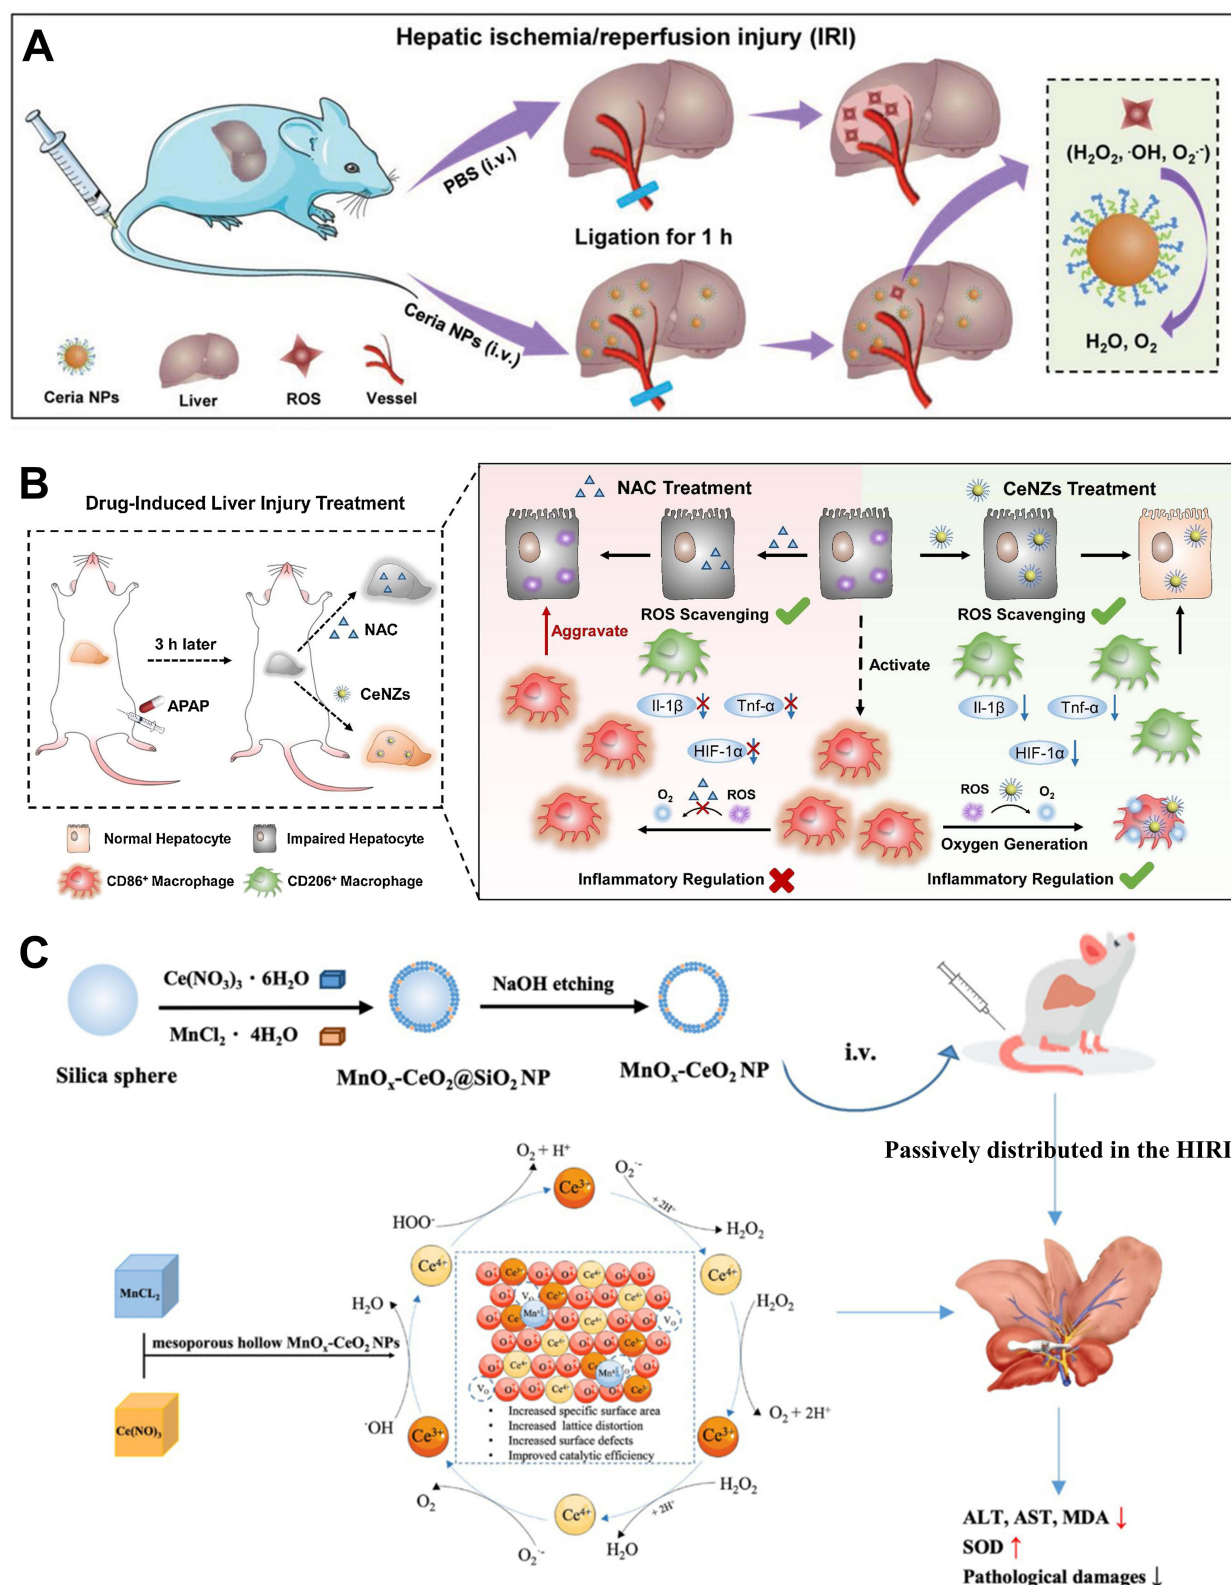 A
Hepatic ischemia/reperfusion injury (IRI)
PBS (i.v.)
Ligation for 1 h
Ceria NPs (i.v.)
(H₂O₂, ·OH, O₂·⁻)
H₂O, O₂
Ceria NPs
Liver
ROS
Vessel
B
Drug-Induced Liver Injury Treatment
3 h later
APAP
NAC
CeNZs
Normal Hepatocyte
Impaired Hepatocyte
CD86⁺ Macrophage
CD206⁺ Macrophage
NAC Treatment
CeNZs Treatment
ROS Scavenging
ROS Scavenging
Aggravate
Activate
Il-1β
Tnf-α
HIF-1α
Il-1β
Tnf-α
HIF-1α
O₂
ROS
ROS
O₂
Oxygen Generation
Inflammatory Regulation
Inflammatory Regulation
C
Ce(NO₃)₃ · 6H₂O
MnCl₂ · 4H₂O
NaOH etching
Silica sphere
MnOₓ-CeO₂@SiO₂ NP
MnOₓ-CeO₂ NP
i.v.
Passively distributed in the HIRI
MnCL₂
mesoporous hollow MnOₓ-CeO₂ NPs
Ce(NO)₃
O₂ + H⁺
Ce³⁺
O₂·⁻
+ 2H⁺
HOO⁻
H₂O₂
Ce⁴⁺
Ce⁴⁺
H₂O
H₂O₂
·OH
O₂ + 2H⁺
Ce³⁺
Ce³⁺
O₂
H₂O₂
Ce⁴⁺
+ 2H⁺
O₂·⁻
H₂O
• Increased specific surface area
• Increased lattice distortion
• Increased surface defects
• Improved catalytic efficiency
ALT, AST, MDA ↓
SOD ↑
Pathological damages ↓